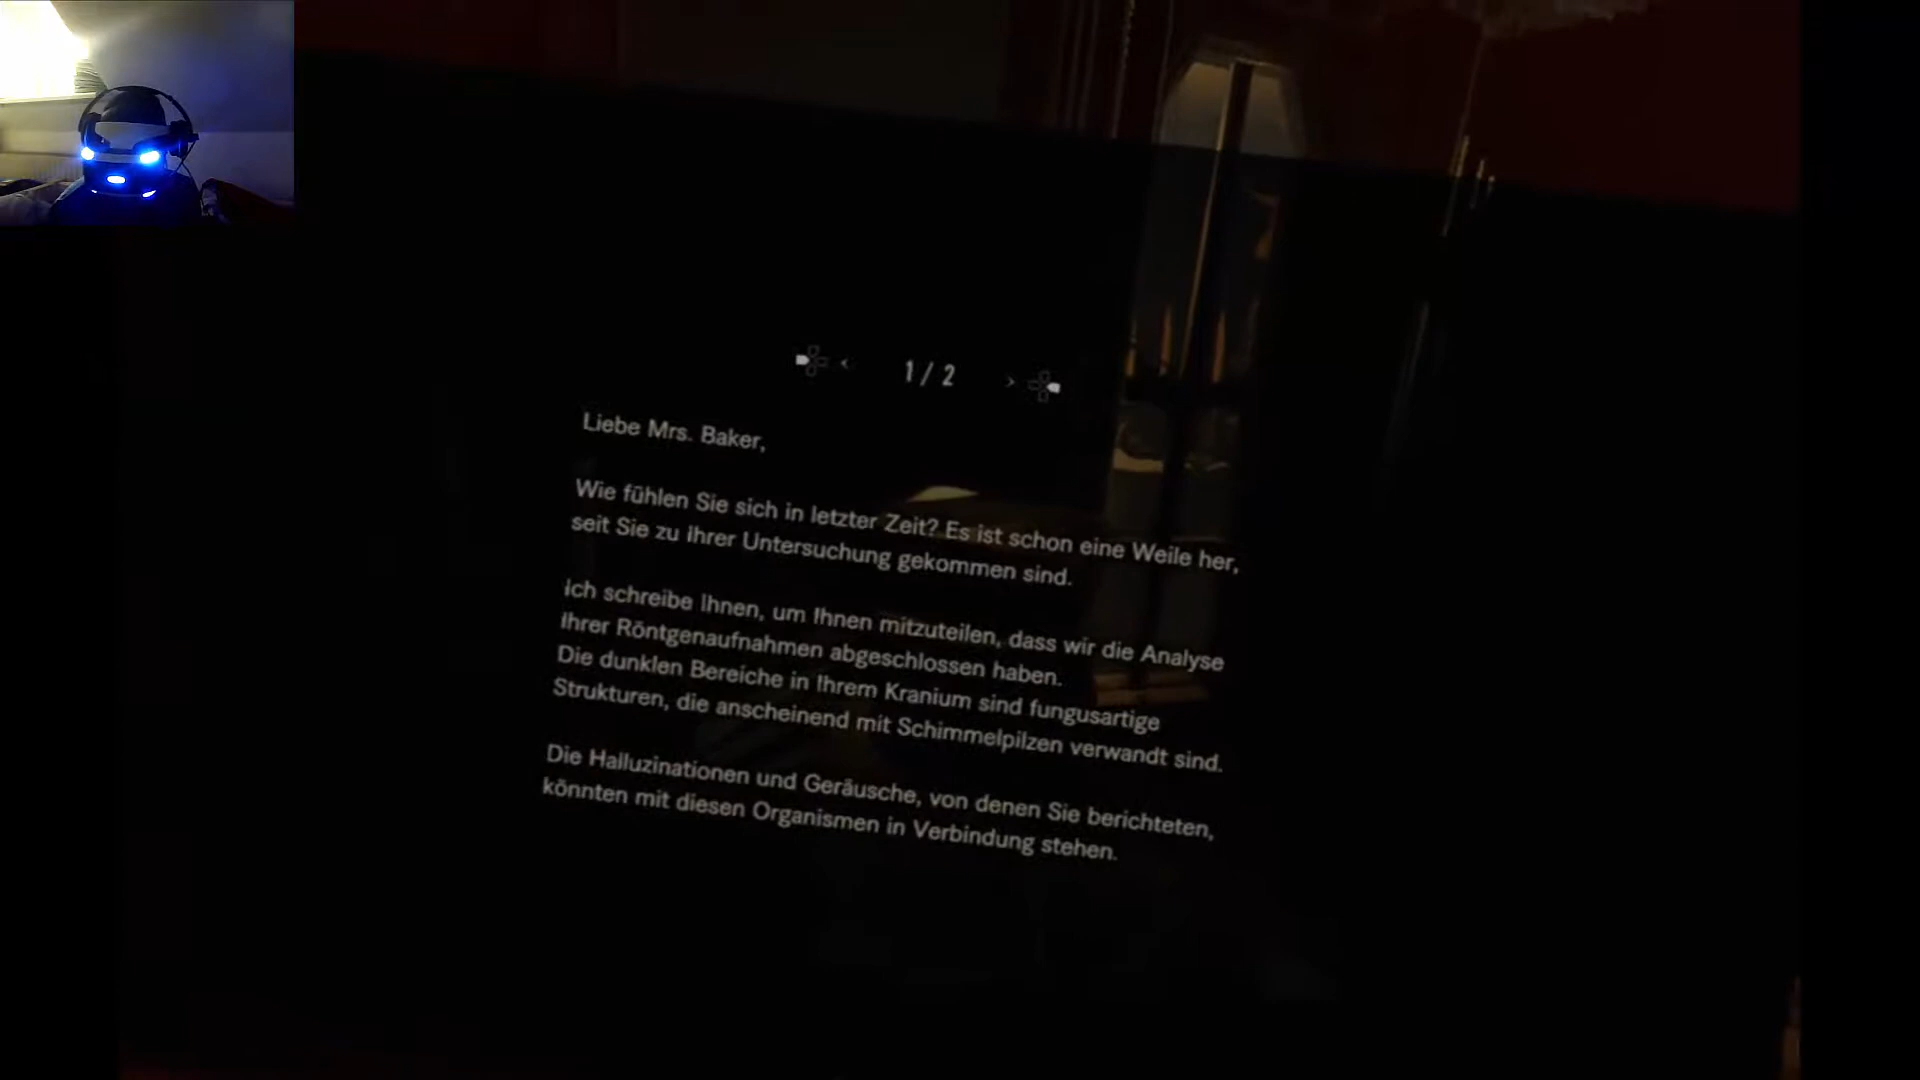 1 / 2
Liebe Mrs. Baker,
Wie fühlen Sie sich in letzter Zeit? Es ist schon eine Weile her,
seit Sie zu Ihrer Untersuchung gekommen sind.
Ich schreibe Ihnen, um Ihnen mitzuteilen, dass wir die Analyse
Ihrer Röntgenaufnahmen abgeschlossen haben.
Die dunklen Bereiche in Ihrem Kranium sind fungusartige
Strukturen, die anscheinend mit Schimmelpilzen verwandt sind.
Die Halluzinationen und Geräusche, von denen Sie berichteten,
könnten mit diesen Organismen in Verbindung stehen.